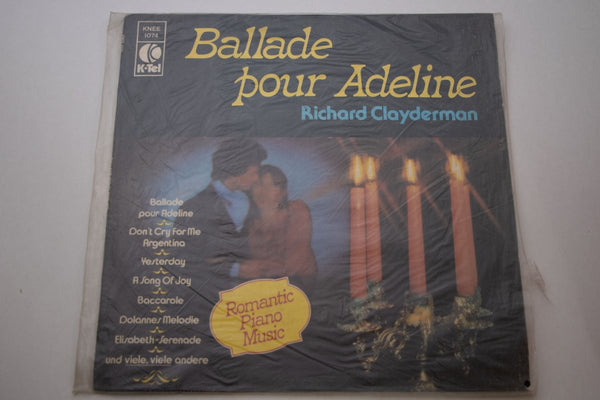 KNEE
1074
K
K-Tel
Ballade
pour Adeline
Richard Clayderman
Ballade
pour Adeline
Don't Cry For Me
Argentina
Yesterday
A Song Of Joy
Baccarole
Dolannes Melodie
Elisabeth-Serenade
und viele, viele andere
Romantic
Piano
Music